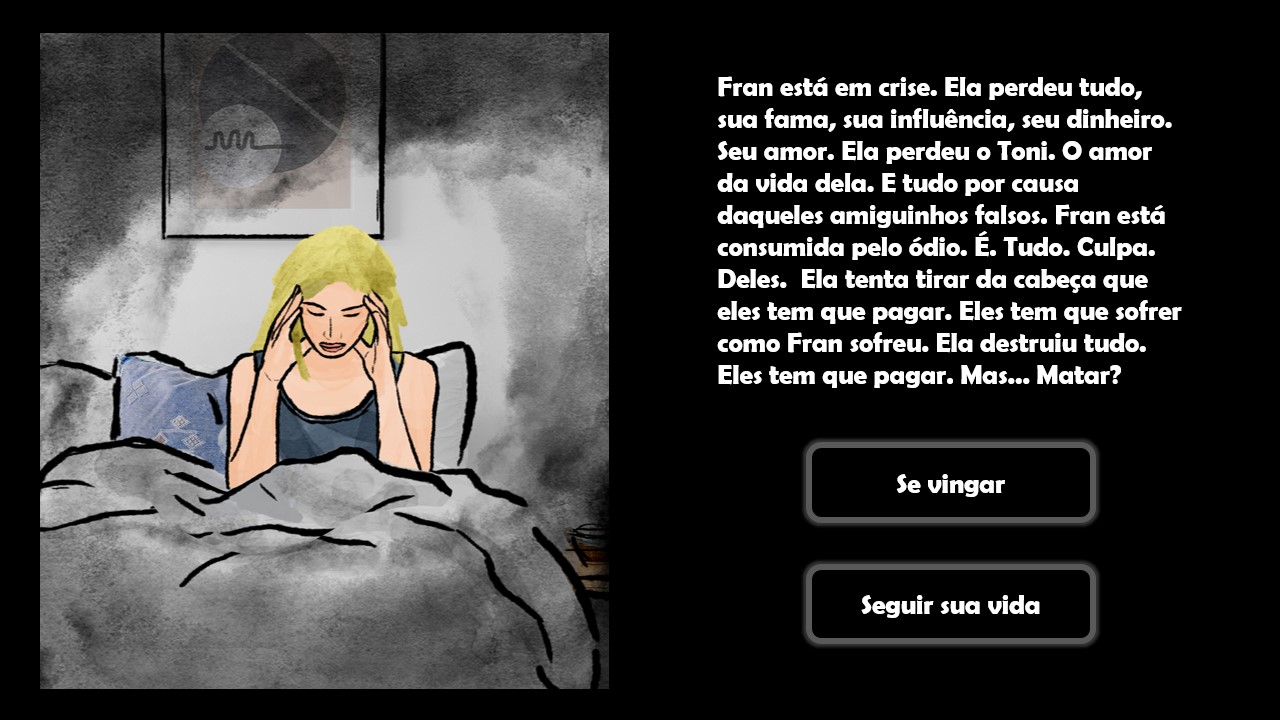 Fran está em crise. Ela perdeu tudo,
sua fama, sua influência, seu dinheiro.
Seu amor. Ela perdeu o Toni. O amor
da vida dela. E tudo por causa
daqueles amiguinhos falsos. Fran está
consumida pelo ódio. É. Tudo. Culpa.
Deles.  Ela tenta tirar da cabeça que
eles tem que pagar. Eles tem que sofrer
como Fran sofreu. Ela destruiu tudo.
Eles tem que pagar. Mas... Matar?
Se vingar
Seguir sua vida